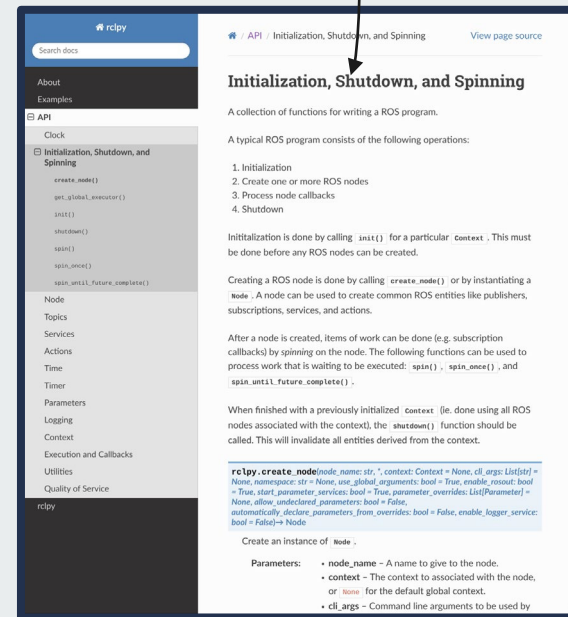 rclpy
Search docs
About
Examples
API
Clock
Initialization, Shutdown, and
Spinning
create_node()
get_global_executor()
init()
shutdown()
spin()
spin_once()
spin_until_future_complete()
Node
Topics
Services
Actions
Time
Timer
Parameters
Logging
Context
Execution and Callbacks
Utilities
Quality of Service
rclpy
/ API / Initialization, Shutdown, and Spinning
View page source
Initialization, Shutdown, and Spinning
A collection of functions for writing a ROS program.
A typical ROS program consists of the following operations:
1. Initialization
2. Create one or more ROS nodes
3. Process node callbacks
4. Shutdown
Inititalization is done by calling init() for a particular Context . This must
be done before any ROS nodes can be created.
Creating a ROS node is done by calling create_node() or by instantiating a
Node . A node can be used to create common ROS entities like publishers,
subscriptions, services, and actions.
After a node is created, items of work can be done (e.g. subscription
callbacks) by spinning on the node. The following functions can be used to
process work that is waiting to be executed: spin() , spin_once() , and
spin_until_future_complete() .
When finished with a previously initialized Context (ie. done using all ROS
nodes associated with the context), the shutdown() function should be
called. This will invalidate all entities derived from the context.
rclpy.create_node(node_name: str, *, context: Context = None, cli_args: List[str] =
None, namespace: str = None, use_global_arguments: bool = True, enable_rosout: bool
= True, start_parameter_services: bool = True, parameter_overrides: List[Parameter] =
None, allow_undeclared_parameters: bool = False,
automatically_declare_parameters_from_overrides: bool = False, enable_logger_service:
bool = False)→ Node
Create an instance of Node .
Parameters:
• node_name – A name to give to the node.
• context – The context to associated with the node,
or None for the default global context.
• cli_args – Command line arguments to be used by